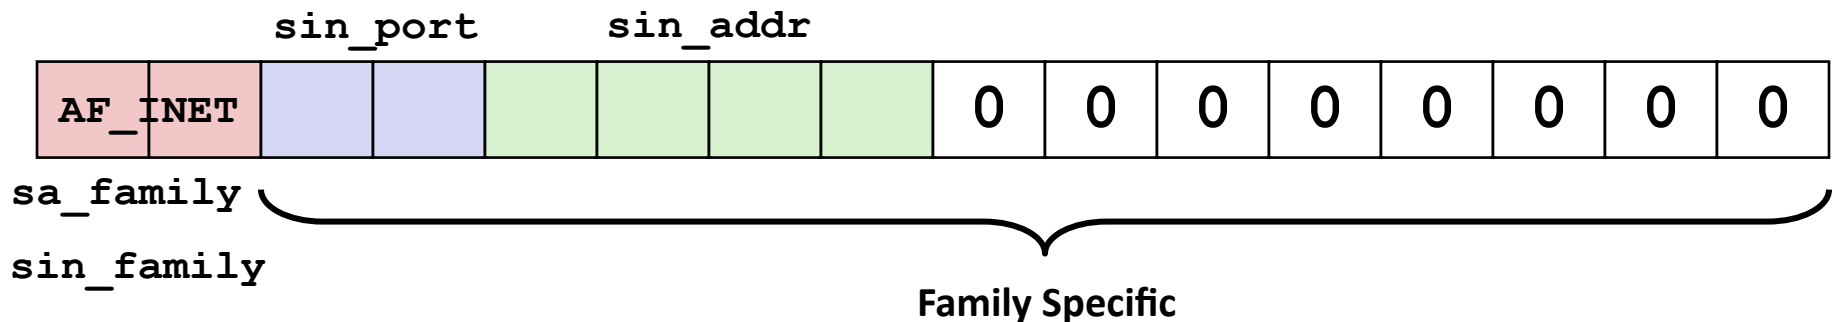 sin_port sin_addr
AF_INET 0 0 0 0 0 0 0 0
sa_family
sin_family
Family Specific